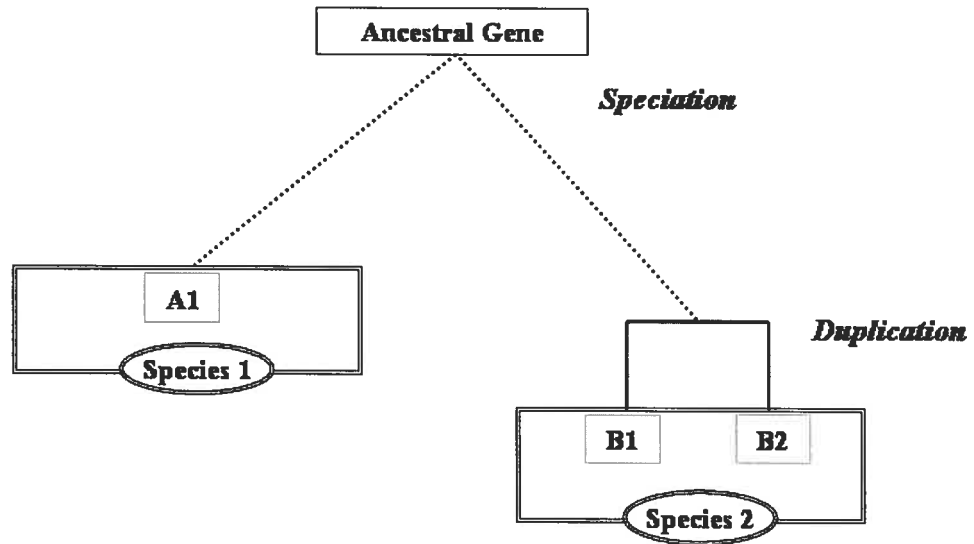 Ancestral Gene
Speciation
A1
Species 1
Duplication
B1 B2
Species 2